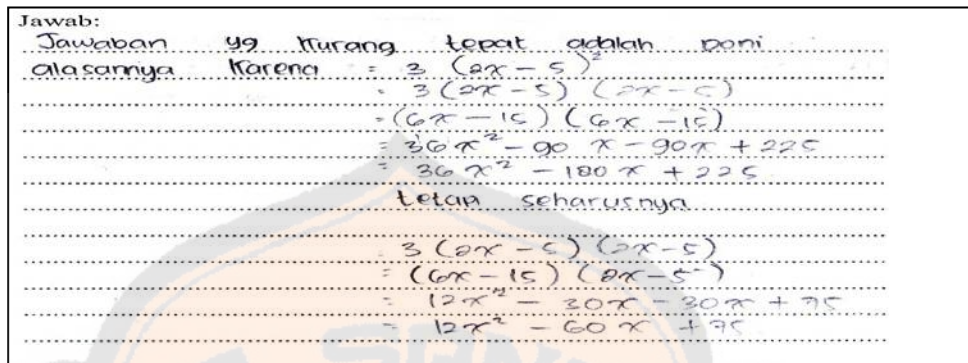 Jawab:
Jawaban yg kurang tepat adalah Doni
alasannya karena = 3 (2x - 5)²
= 3 (2x - 5) (2x - 5)
= (6x - 15) (6x - 15)
= 36x² - 90x - 90x + 225
= 36x² - 180x + 225
tetapi seharusnya
= 3 (2x - 5) (2x - 5)
= (6x - 15) (2x - 5)
= 12x² - 30x - 30x + 75
= 12x² - 60x + 75